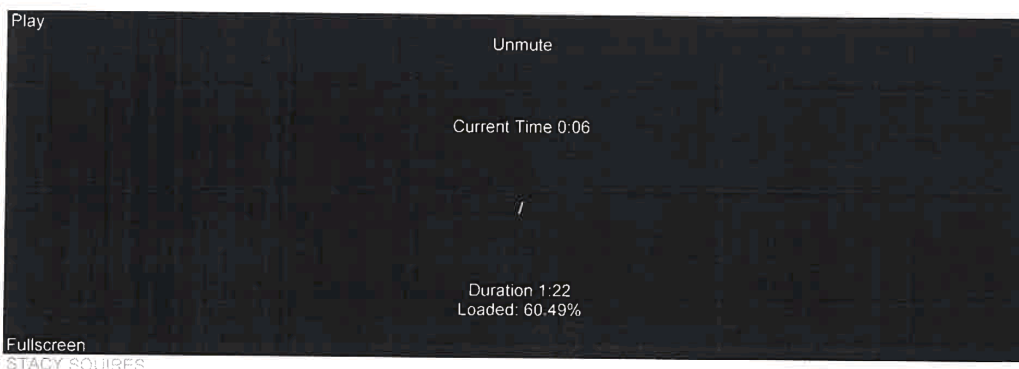 Play
Unmute
Current Time 0:06
/
Duration 1:22
Loaded: 60.49%
Fullscreen
STACY SQUIRES